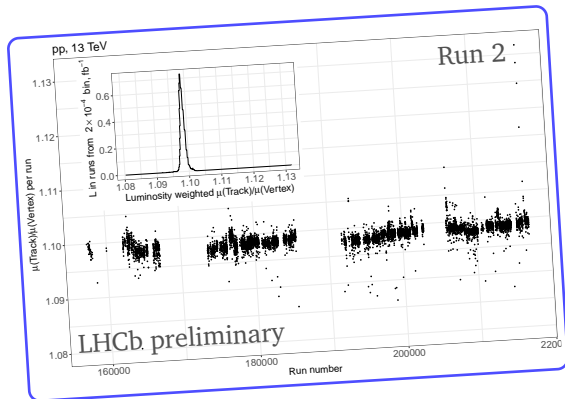 pp, 13 TeV
Run 2
1.13
1.12
1.11
1.10
1.09
1.08
μ(Track)/μ(Vertex) per run
0.6
0.4
0.2
0.0
L in runs from 2×10⁻⁴ bin, fb⁻¹
1.08 1.09 1.10 1.11 1.12 1.13
Luminosity weighted μ(Track)/μ(Vertex)
LHCb preliminary
160000 180000 200000 2200
Run number